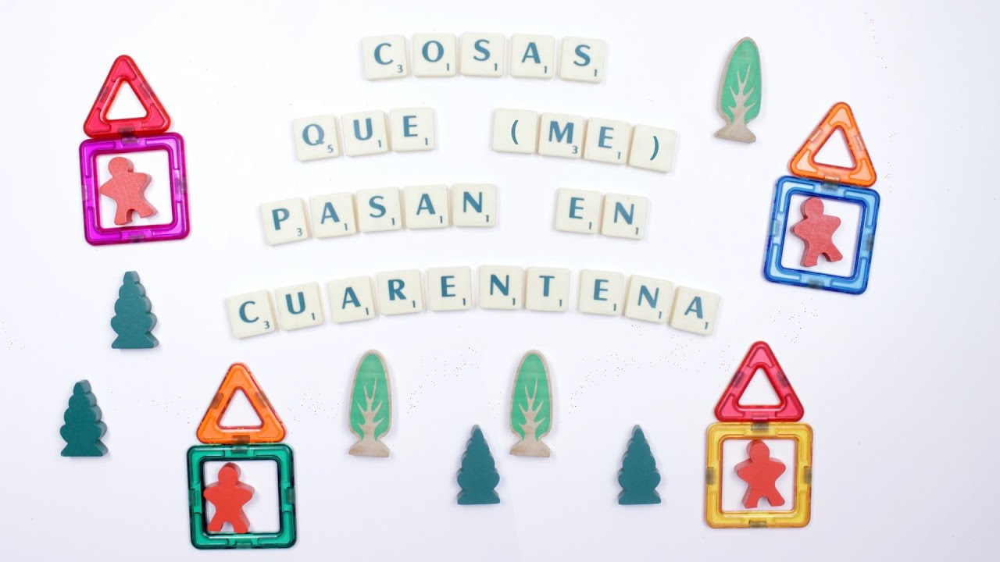 COSAS
QUE (ME)
PASAN EN
CUARENTENA